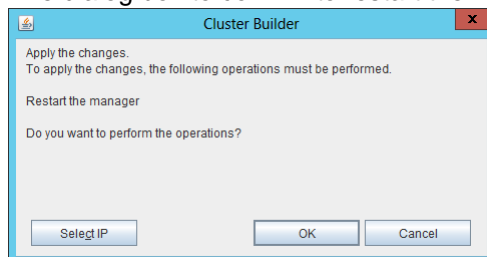 Cluster Builder
x
Apply the changes.
To apply the changes, the following operations must be performed.
Restart the manager
Do you want to perform the operations?
Select IP
OK
Cancel